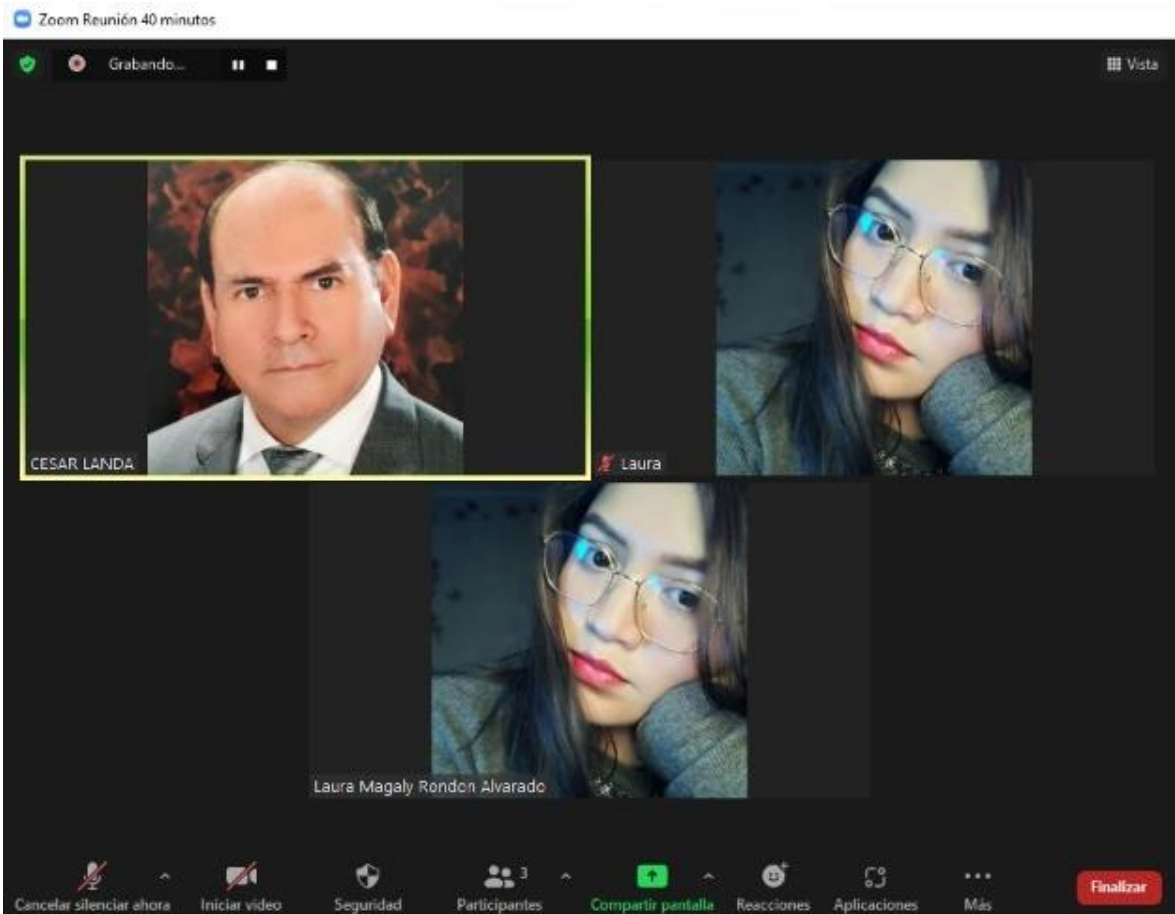 Zoom Reunión 40 minutos
Grabando...
Vista
CESAR LANDA
Laura
Laura Magaly Rondon Alvarado
3
Cancelar silenciar ahora
Iniciar video
Seguridad
Participantes
Compartir pantalla
Reacciones
Aplicaciones
Más
Finalizar